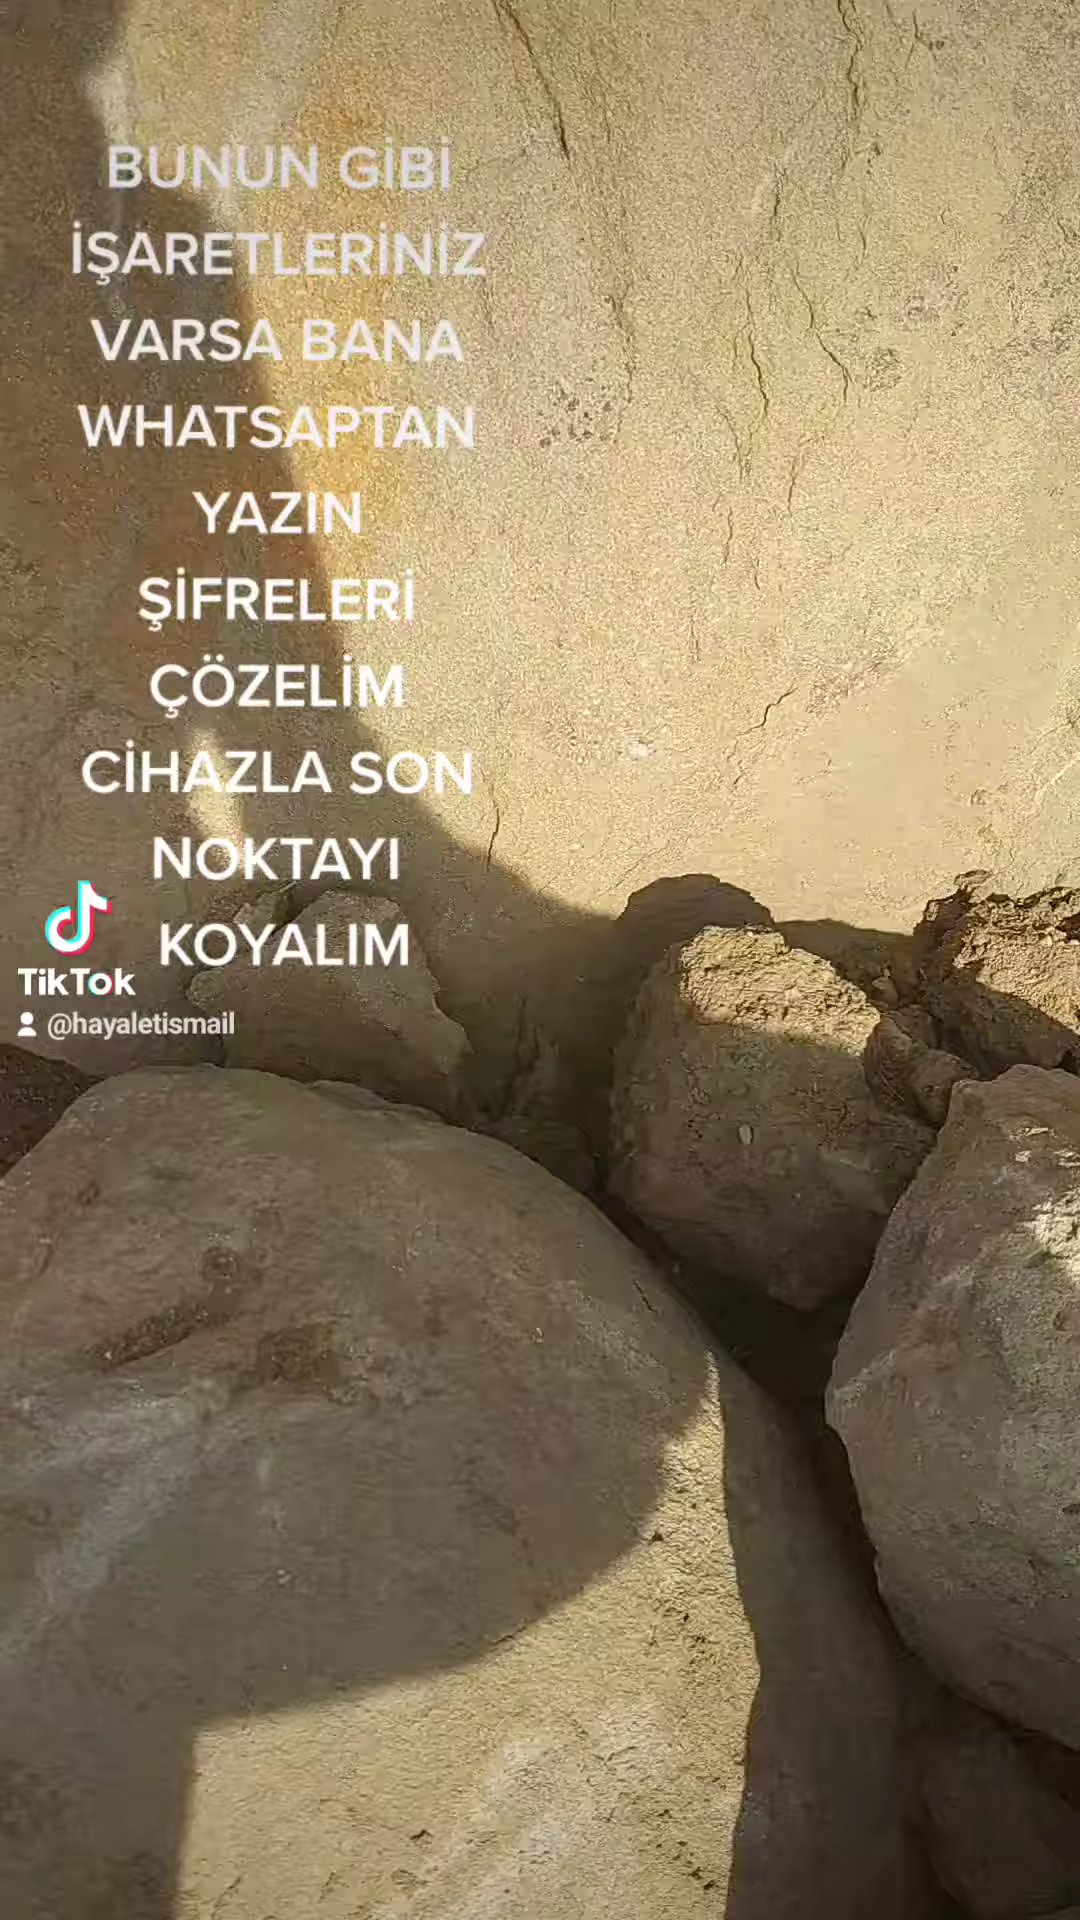 BUNUN GİBİ
İŞARETLERİNİZ
VARSA BANA
WHATSAPTAN
YAZIN
ŞİFRELERİ
ÇÖZELİM
CİHAZLA SON
NOKTAYI
KOYALIM
TikTok
@hayaletismail